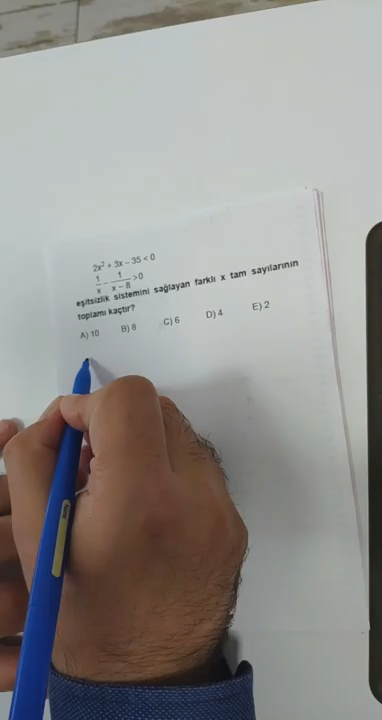 2x² + 3x – 35 < 0
1/x – 1/(x – 8) > 0
eşitsizlik sistemini sağlayan farklı x tam sayılarının
toplamı kaçtır?
A) 10 B) 8 C) 6 D) 4 E) 2